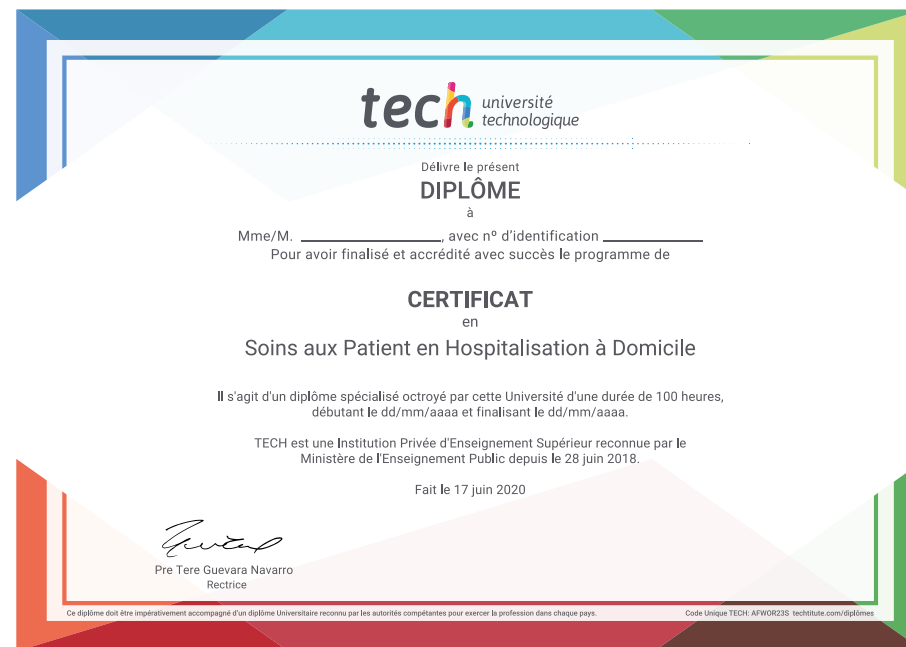 tech université
technologique
Délivre le présent
DIPLÔME
à
Mme/M. ____________________, avec nº d'identification ______________
Pour avoir finalisé et accrédité avec succès le programme de
CERTIFICAT
en
Soins aux Patient en Hospitalisation à Domicile
Il s'agit d'un diplôme spécialisé octroyé par cette Université d'une durée de 100 heures,
débutant le dd/mm/aaaa et finalisant le dd/mm/aaaa.
TECH est une Institution Privée d'Enseignement Supérieur reconnue par le
Ministère de l'Enseignement Public depuis le 28 juin 2018.
Fait le 17 juin 2020
Pre Tere Guevara Navarro
Rectrice
Ce diplôme doit être impérativement accompagné d'un diplôme Universitaire reconnu par les autorités compétantes pour exercer la profession dans chaque pays.
Code Unique TECH: AFWOR23S techtitute.com/diplômes